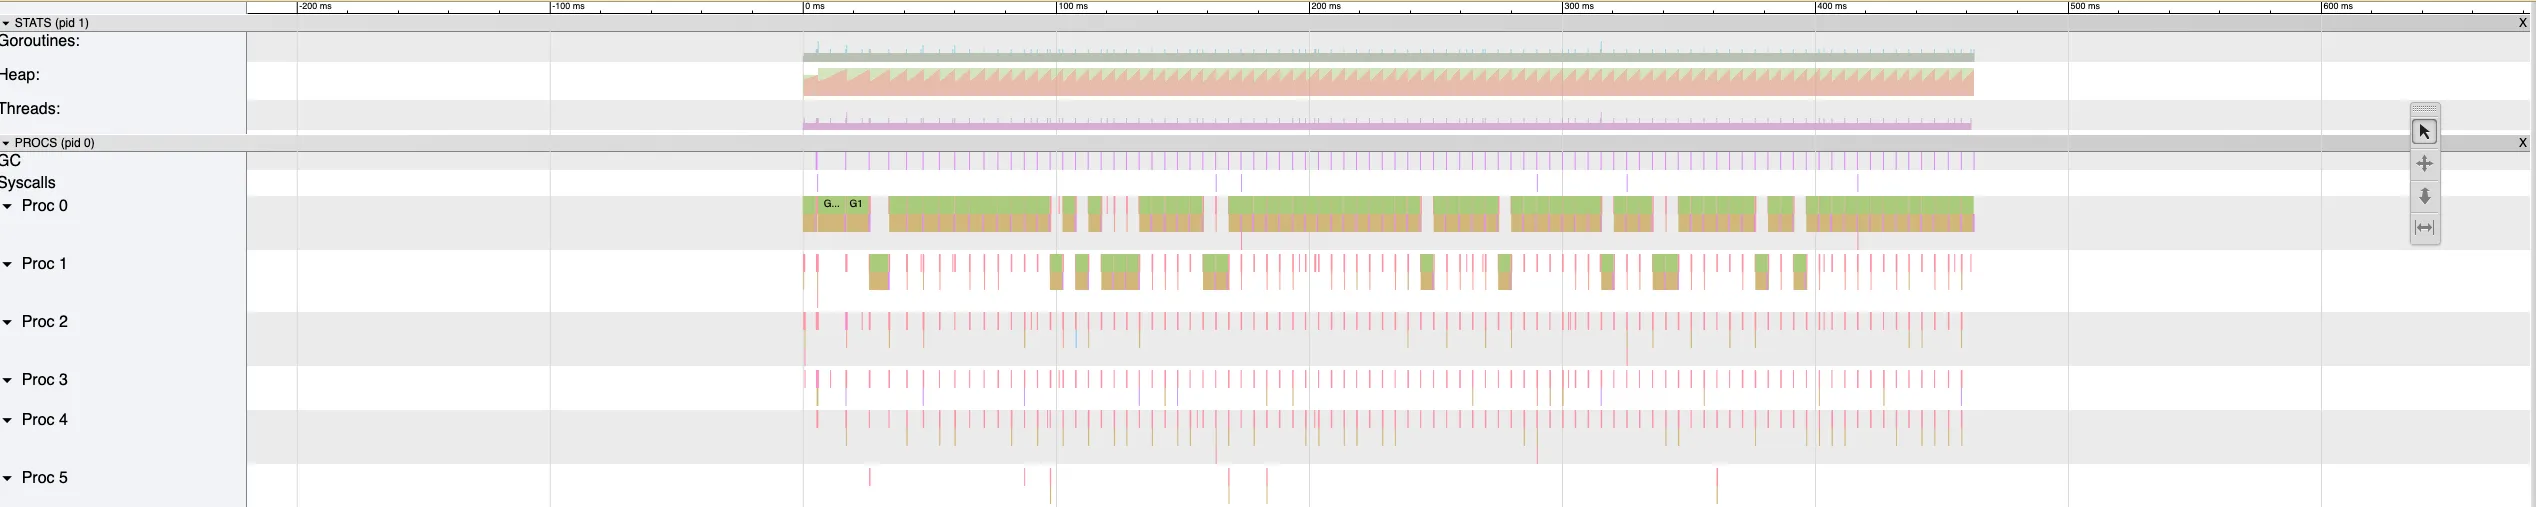 -200 ms -100 ms 0 ms 100 ms 200 ms 300 ms 400 ms 500 ms 600 ms
STATS (pid 1) X
Goroutines:
Heap:
Threads:
PROCS (pid 0) X
GC
Syscalls
Proc 0 G... G1
Proc 1
Proc 2
Proc 3
Proc 4
Proc 5